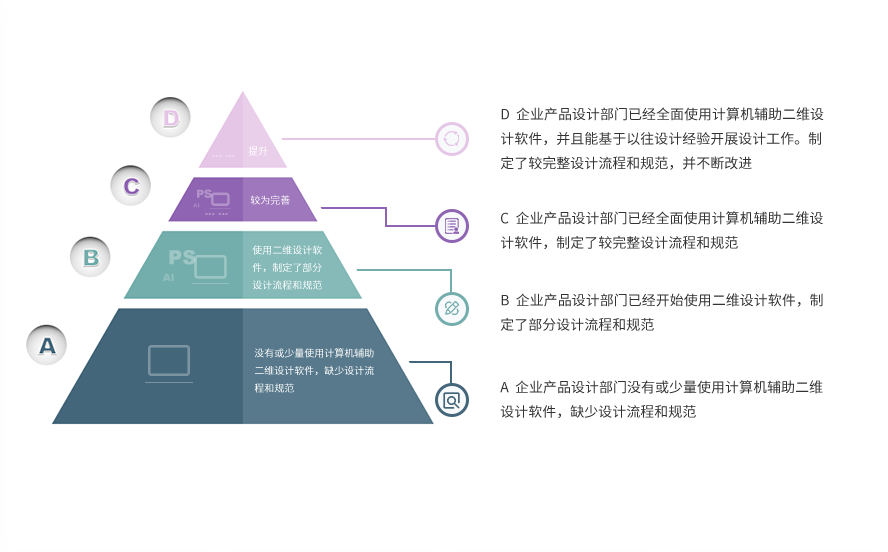 D
... ...
提升
D 企业产品设计部门已经全面使用计算机辅助二维设
计软件，并且能基于以往设计经验开展设计工作。制
定了较完整设计流程和规范，并不断改进
C
PS
AI
... ...
较为完善
C 企业产品设计部门已经全面使用计算机辅助二维设
计软件，制定了较完整设计流程和规范
B
PS
AI
使用二维设计软
件，制定了部分
设计流程和规范
B 企业产品设计部门已经开始使用二维设计软件，制
定了部分设计流程和规范
A
没有或少量使用计算机辅助
二维设计软件，缺少设计流
程和规范
A 企业产品设计部门没有或少量使用计算机辅助二维
设计软件，缺少设计流程和规范